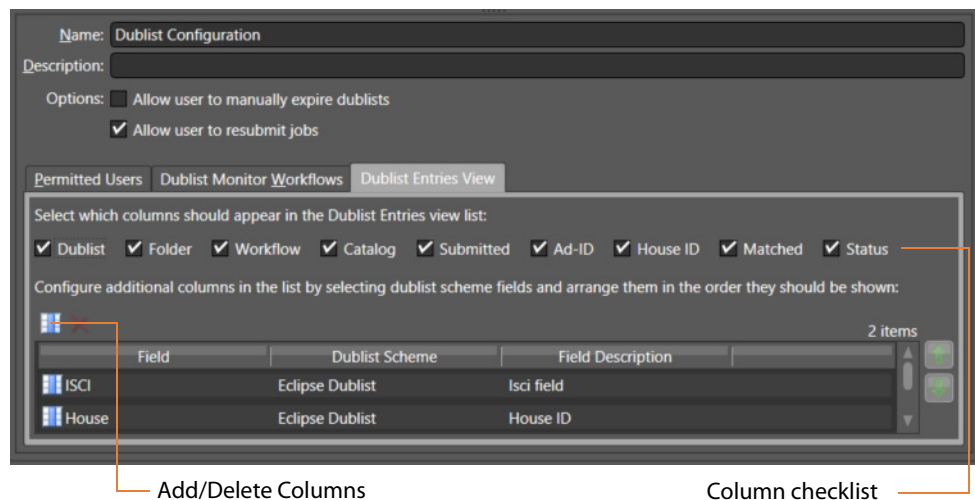 Name: Dublist Configuration
Description:
Options: Allow user to manually expire dublists
Allow user to resubmit jobs
Permitted Users Dublist Monitor Workflows Dublist Entries View
Select which columns should appear in the Dublist Entries view list:
Dublist Folder Workflow Catalog Submitted Ad-ID House ID Matched Status
Configure additional columns in the list by selecting dublist scheme fields and arrange them in the order they should be shown:
2 items
Field Dublist Scheme Field Description
ISCI Eclipse Dublist Isci field
House Eclipse Dublist House ID
Add/Delete Columns Column checklist